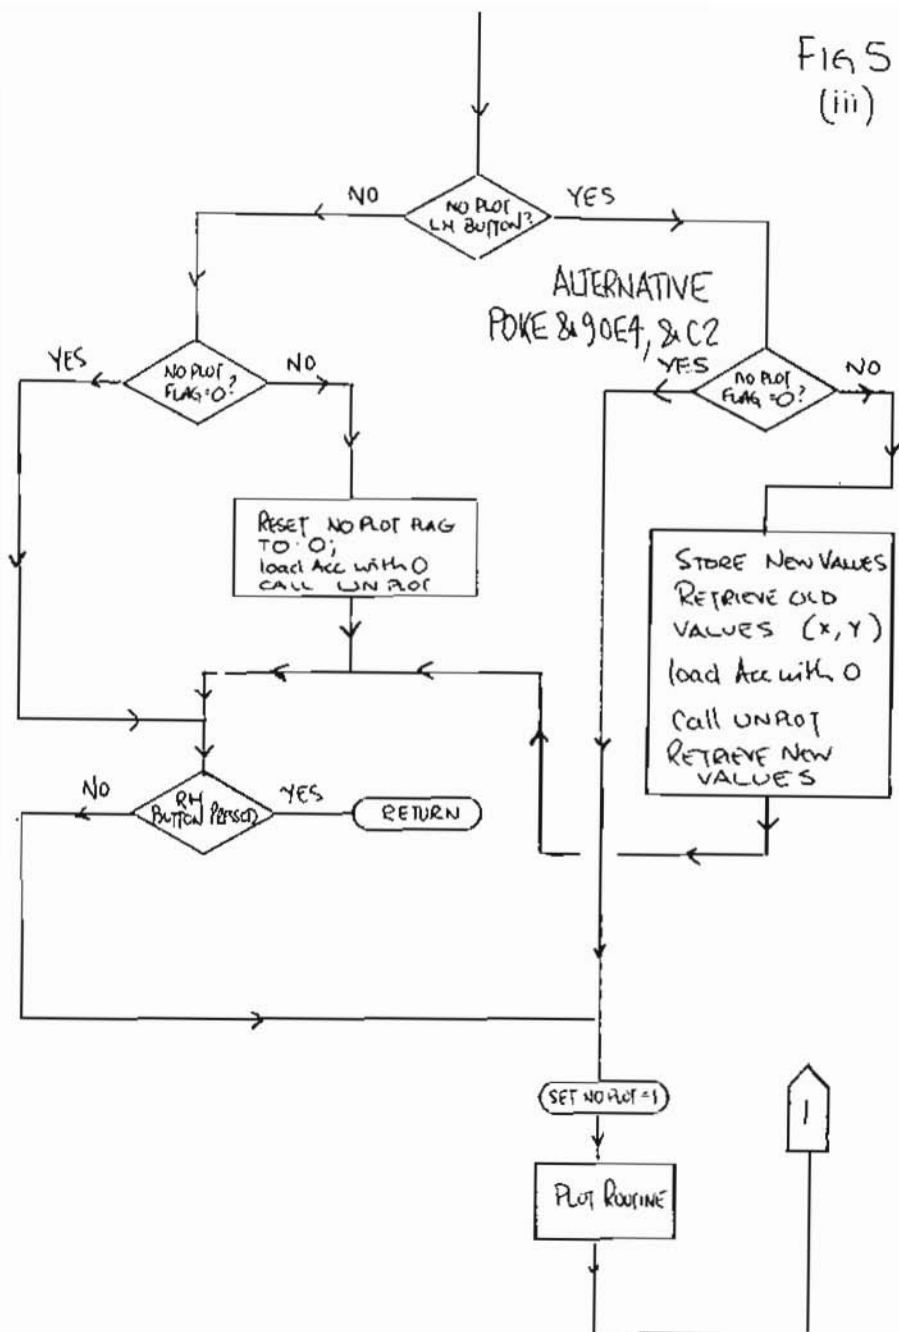 FIG 5
(iii)
NO
NO PLOT
LH BUTTON?
YES
ALTERNATIVE
POKE &90E4, &C2
YES
NO PLOT
FLAG=0?
NO
YES
NO PLOT
FLAG=0?
NO
RESET NO PLOT FLAG
TO 0;
load Acc with 0
CALL UNPLOT
STORE NEW VALUES
RETRIEVE OLD
VALUES (X, Y)
load Acc with 0
Call UNPLOT
RETRIEVE NEW
VALUES
NO
RH
BUTTON PRESSED
YES
RETURN
SET NO PLOT=1
PLOT ROUTINE
1